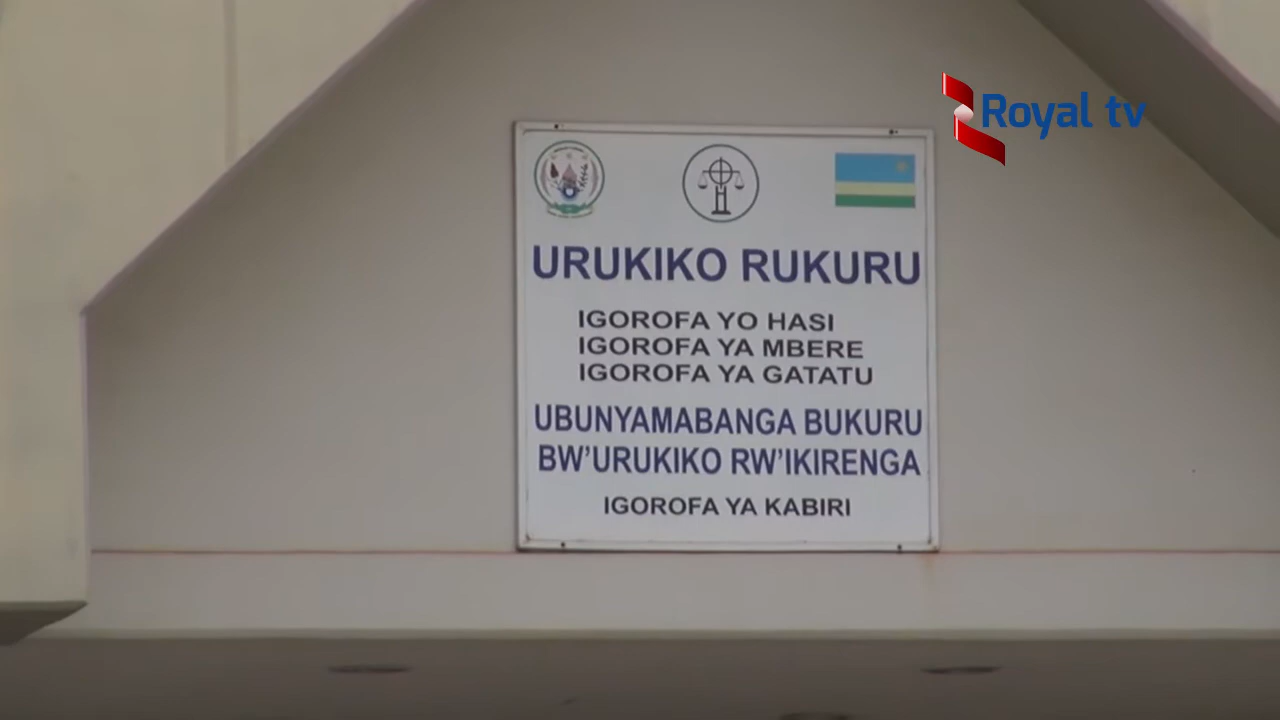 Royal tv
URUKIKO RUKURU
IGOROFA YO HASI
IGOROFA YA MBERE
IGOROFA YA GATATU
UBUNYAMABANGA BUKURU
BW'URUKIKO RW'IKIRENGA
IGOROFA YA KABIRI